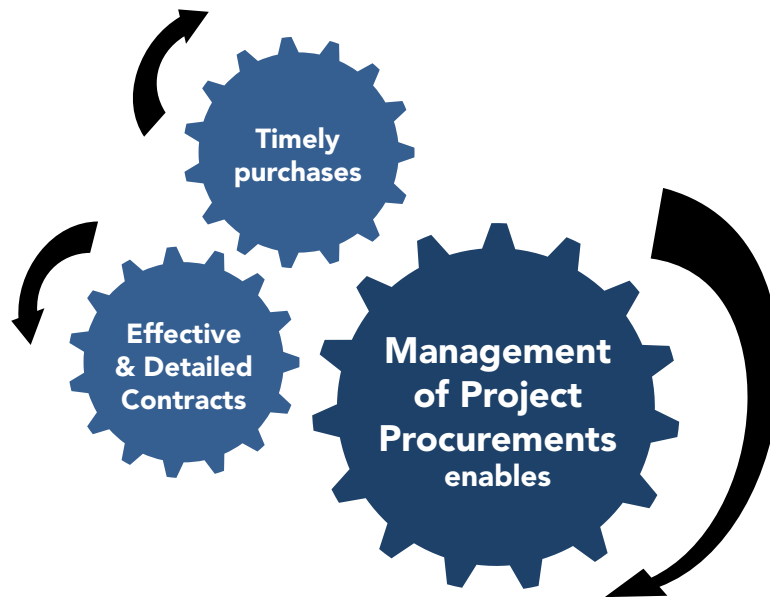 Timely
purchases
Effective
& Detailed
Contracts
Management
of Project
Procurements
enables